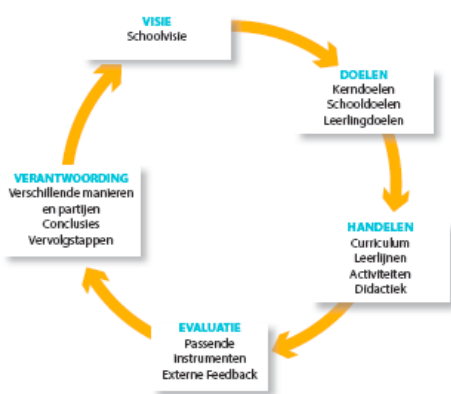 VISIE
Schoolvisie
DOELEN
Kerndoelen
Schooldoelen
Leerlingdoelen
HANDELEN
Curriculum
Leerlijnen
Activiteiten
Didactiek
EVALUATIE
Passende
Instrumenten
Externe Feedback
VERANTWOORDING
Verschillende manieren
en partijen
Conclusies
Vervolgstappen